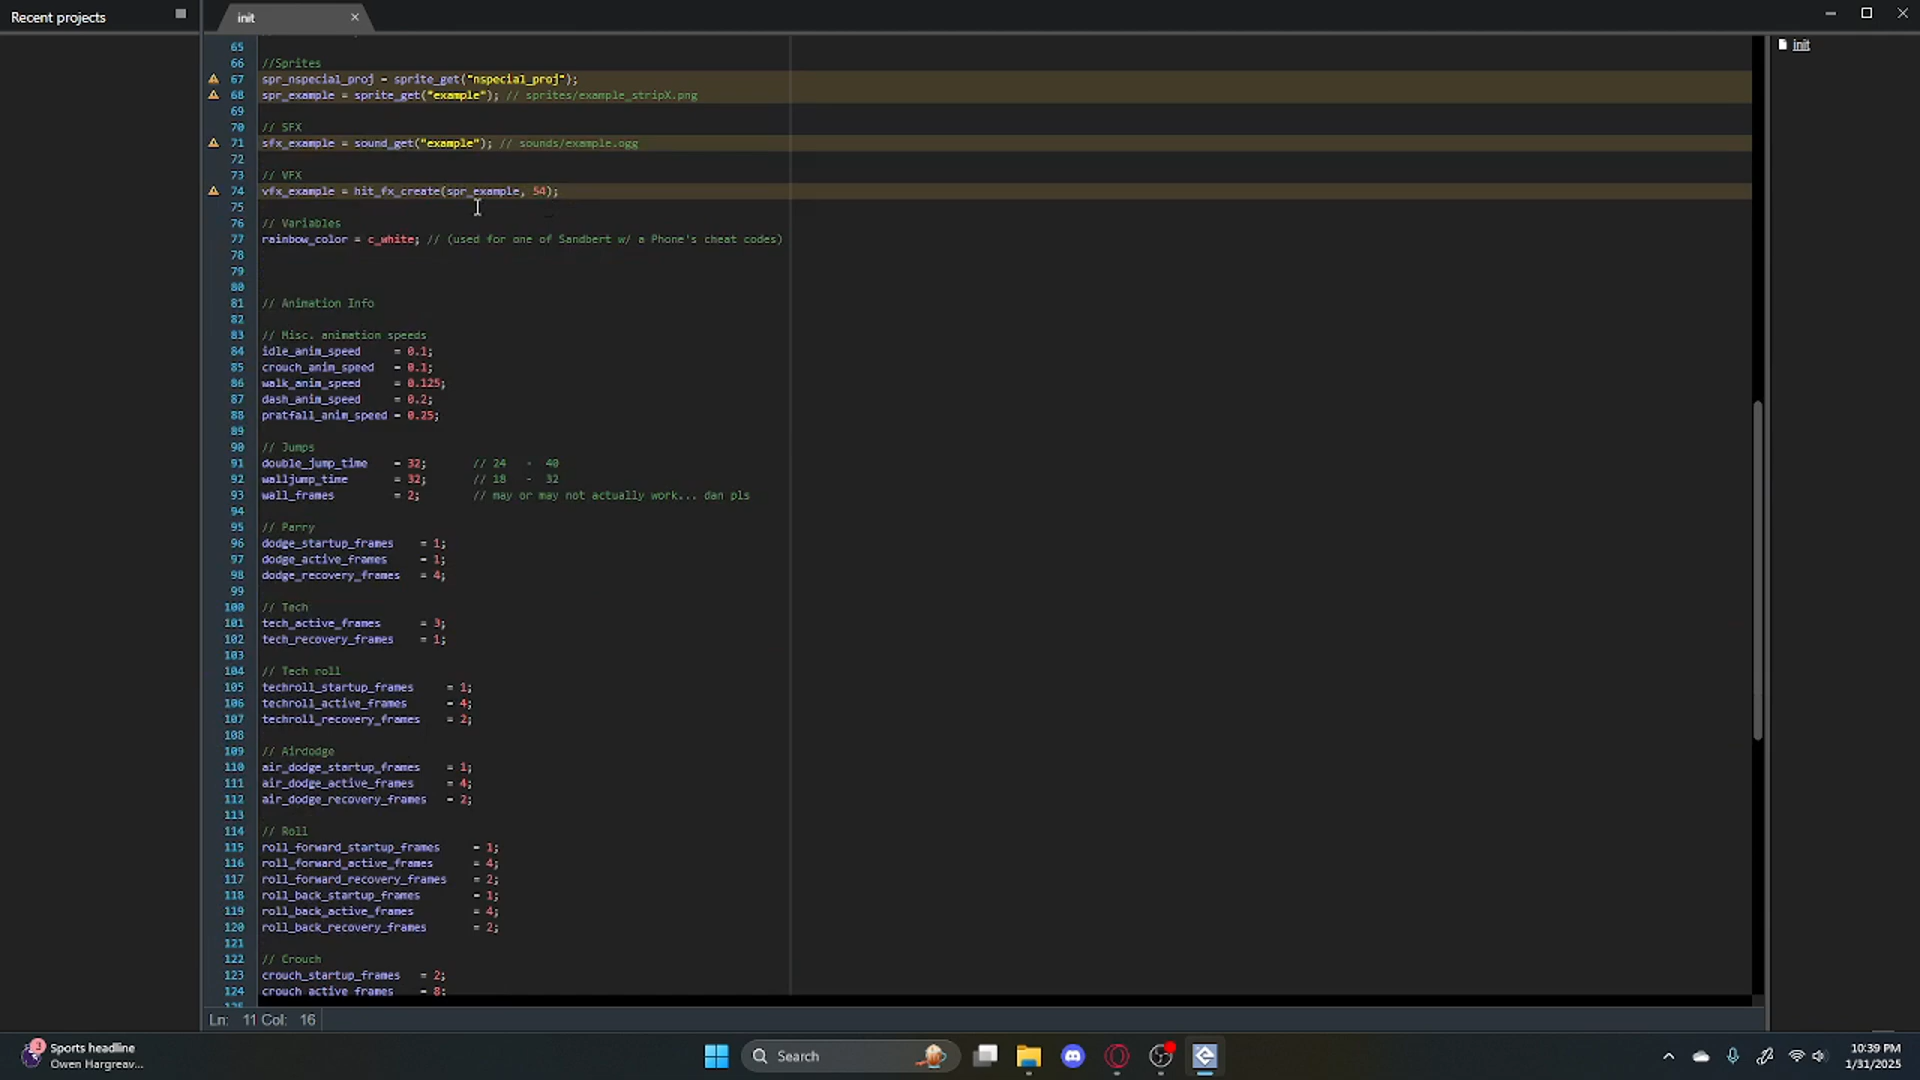 Recent projects
init
init
65
66 //Sprites
67 spr_nspecial_proj = sprite_get("nspecial_proj");
68 spr_example = sprite_get("example"); // sprites/example_stripX.png
69
70 // SFX
71 sfx_example = sound_get("example"); // sounds/example.ogg
72
73 // VFX
74 vfx_example = hit_fx_create(spr_example, 54);
75
76 // Variables
77 rainbow_color = c_white; // (used for one of Sandbert w/ a Phone's cheat codes)
78
79
80
81 // Animation Info
82
83 // Misc. animation speeds
84 idle_anim_speed = 0.1;
85 crouch_anim_speed = 0.1;
86 walk_anim_speed = 0.125;
87 dash_anim_speed = 0.2;
88 pratfall_anim_speed = 0.25;
89
90 // Jumps
91 double_jump_time = 32; // 24 - 40
92 walljump_time = 32; // 18 - 32
93 wall_frames = 2; // may or may not actually work... dan pls
94
95 // Parry
96 dodge_startup_frames = 1;
97 dodge_active_frames = 1;
98 dodge_recovery_frames = 4;
99
100 // Tech
101 tech_active_frames = 3;
102 tech_recovery_frames = 1;
103
104 // Tech roll
105 techroll_startup_frames = 1;
106 techroll_active_frames = 4;
107 techroll_recovery_frames = 2;
108
109 // Airdodge
110 air_dodge_startup_frames = 1;
111 air_dodge_active_frames = 4;
112 air_dodge_recovery_frames = 2;
113
114 // Roll
115 roll_forward_startup_frames = 1;
116 roll_forward_active_frames = 4;
117 roll_forward_recovery_frames = 2;
118 roll_back_startup_frames = 1;
119 roll_back_active_frames = 4;
120 roll_back_recovery_frames = 2;
121
122 // Crouch
123 crouch_startup_frames = 2;
124 crouch_active_frames = 8;
Ln: 11 Col: 16
Sports headline
Owen Hargreav...
Search
10:39 PM
1/31/2025